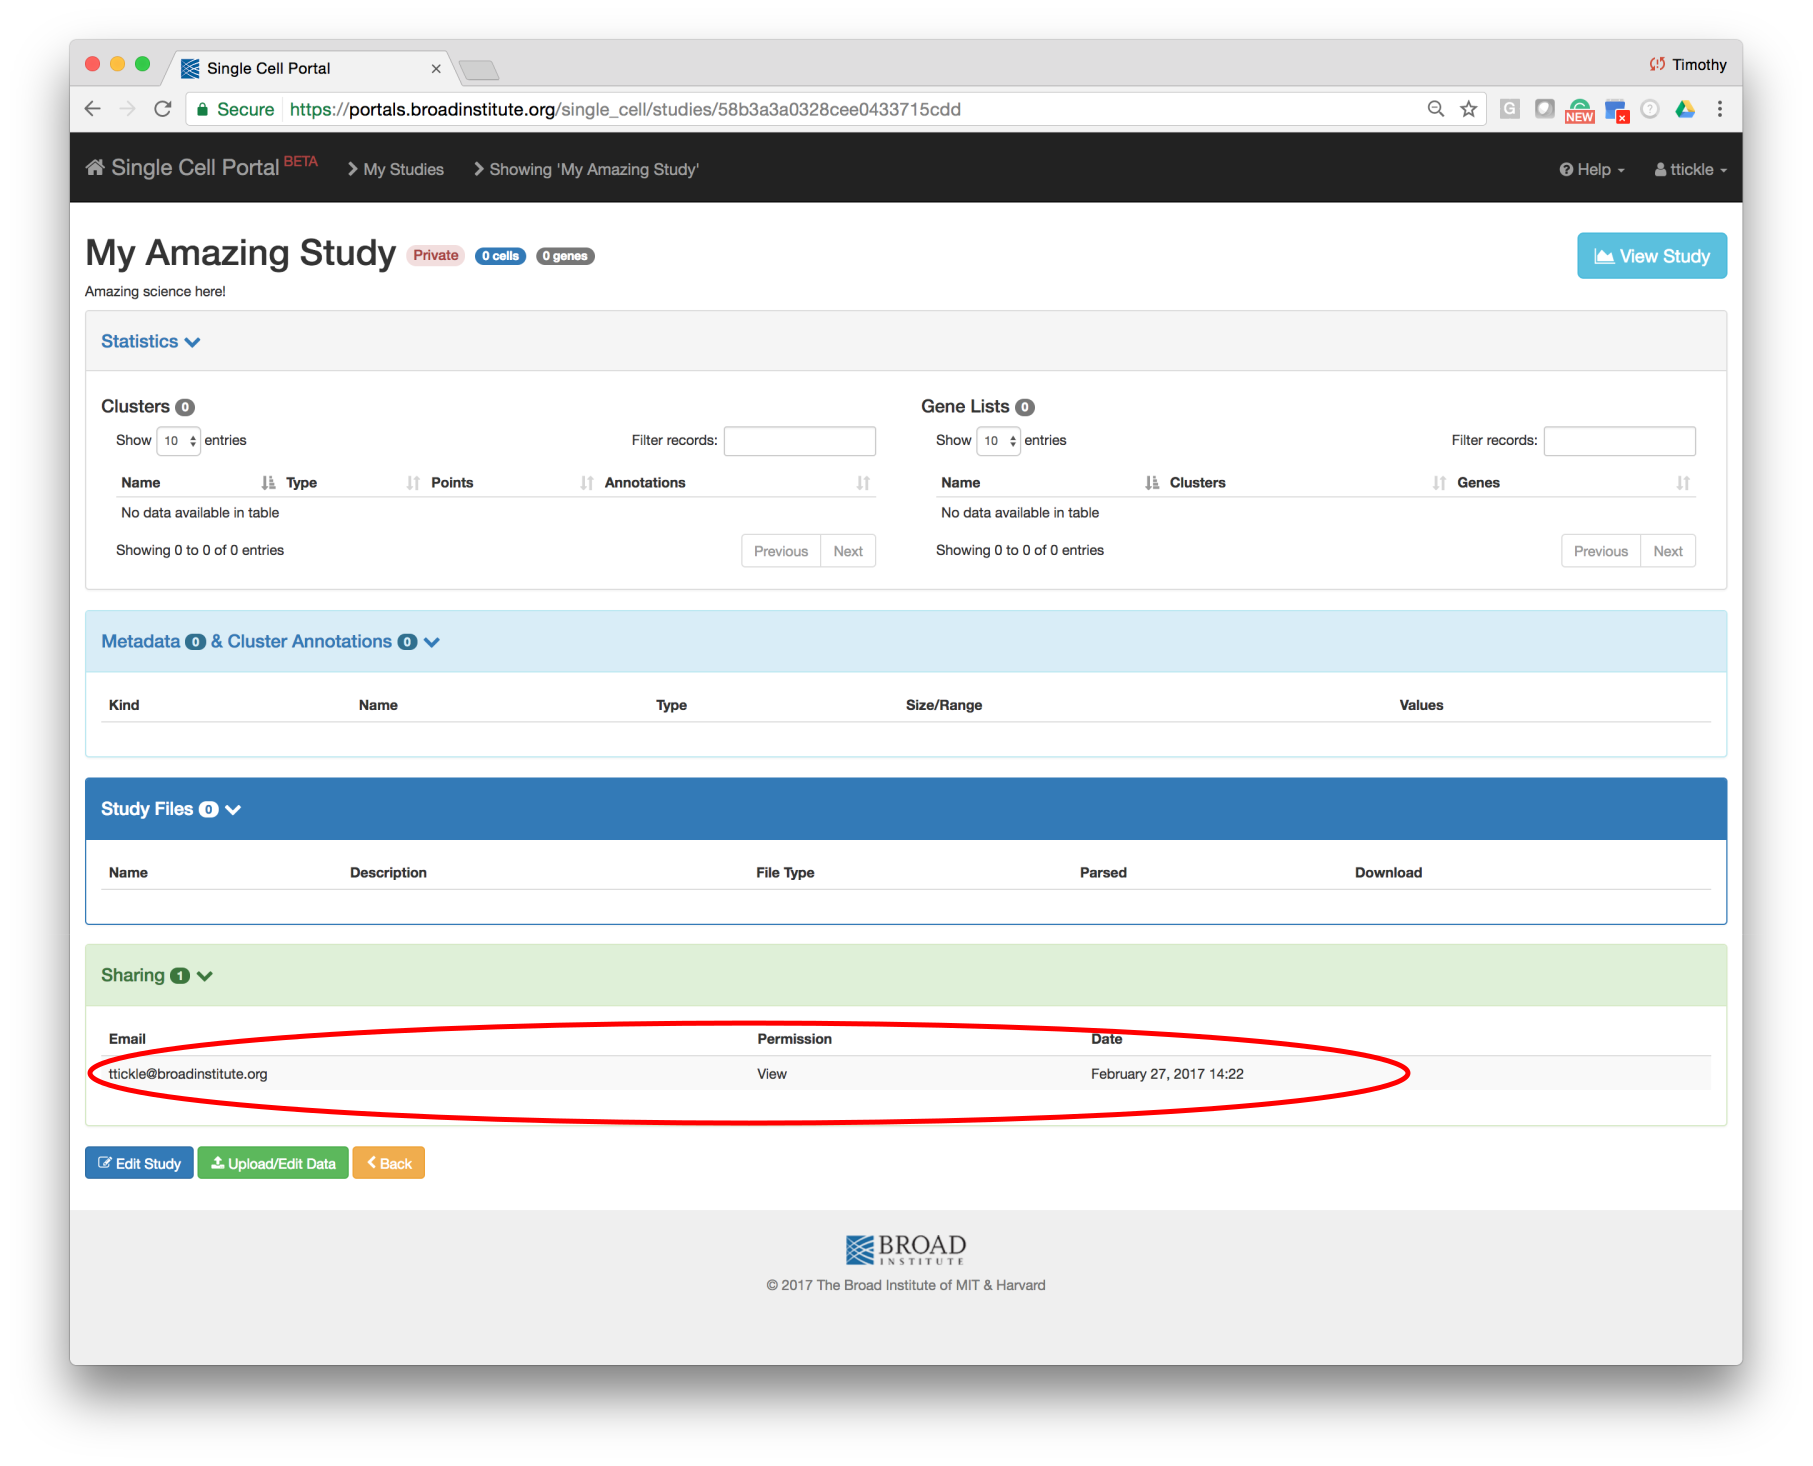 Single Cell Portal
Timothy
Secure https://portals.broadinstitute.org/single_cell/studies/58b3a3a0328cee0433715cdd
G NEW x ?
Single Cell Portal BETA My Studies Showing 'My Amazing Study' Help ttickle
My Amazing Study Private 0 cells 0 genes View Study
Amazing science here!
Statistics
Clusters 0 Gene Lists 0
Show 10 entries Filter records: Show 10 entries Filter records:
Name Type Points Annotations Name Clusters Genes
No data available in table No data available in table
Showing 0 to 0 of 0 entries Previous Next Showing 0 to 0 of 0 entries Previous Next
Metadata 0 & Cluster Annotations 0
Kind Name Type Size/Range Values
Study Files 0
Name Description File Type Parsed Download
Sharing 1
Email Permission Date
ttickle@broadinstitute.org View February 27, 2017 14:22
Edit Study Upload/Edit Data Back
BROAD
INSTITUTE
© 2017 The Broad Institute of MIT & Harvard